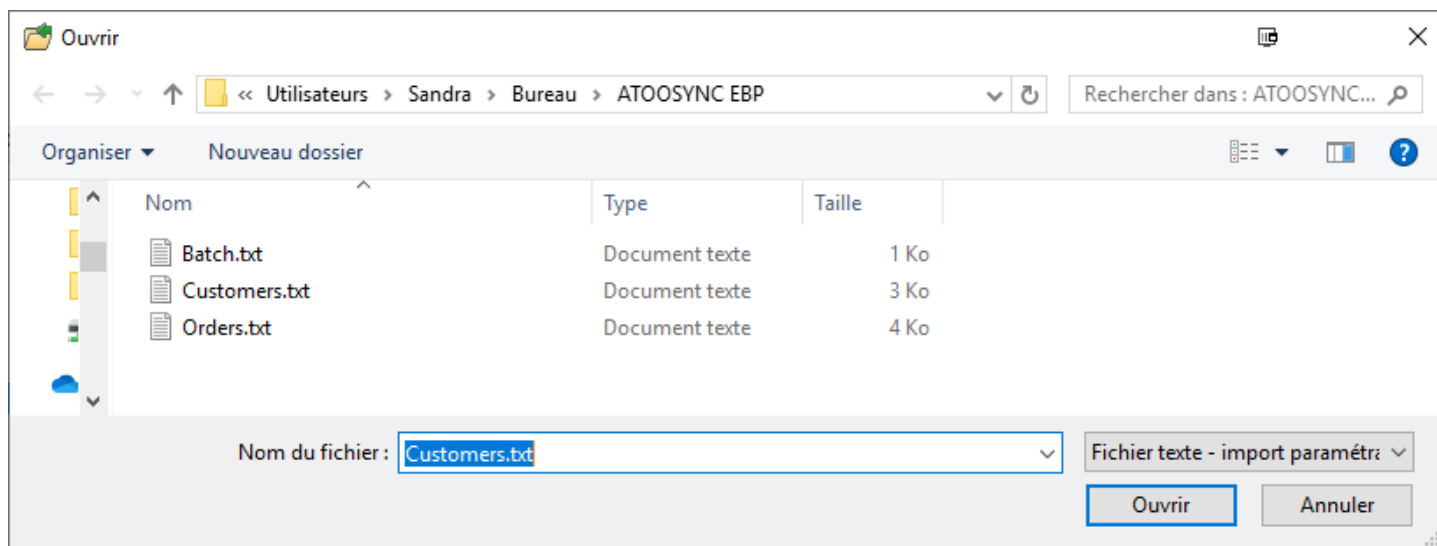 Ouvrir
« Utilisateurs > Sandra > Bureau > ATOOSYNC EBP
Rechercher dans : ATOOSYNC...
Organiser Nouveau dossier ?
Nom Type Taille
Batch.txt Document texte 1 Ko
Customers.txt Document texte 3 Ko
Orders.txt Document texte 4 Ko
Nom du fichier : Customers.txt Fichier texte - import paramétra
Ouvrir Annuler